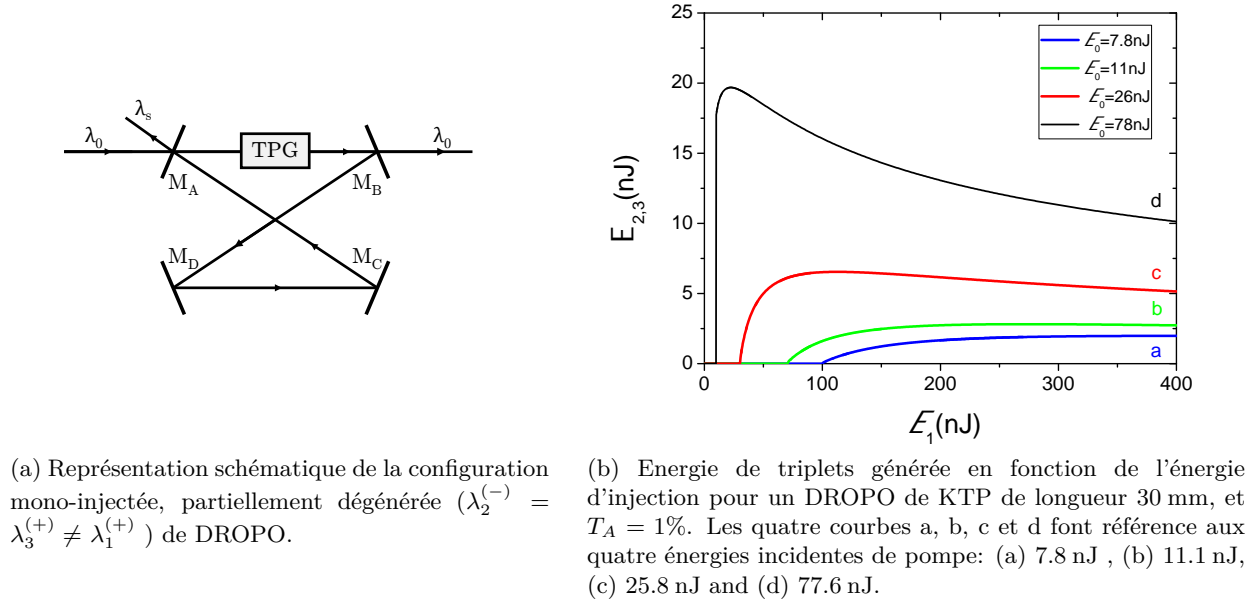 λs
λ0
TPG
λ0
MA
MB
MD
MC
25
20
15
10
5
0
E2,3(nJ)
E0=7.8nJ
E0=11nJ
E0=26nJ
E0=78nJ
d
c
b
a
0 100 200 300 400
E1(nJ)
(a) Représentation schématique de la configuration
mono-injectée, partiellement dégénérée (λ2(−) =
λ3(+) ≠ λ1(+) ) de DROPO.
(b) Energie de triplets générée en fonction de l'énergie
d'injection pour un DROPO de KTP de longueur 30 mm, et
TA = 1%. Les quatre courbes a, b, c et d font référence aux
quatre énergies incidentes de pompe: (a) 7.8 nJ , (b) 11.1 nJ,
(c) 25.8 nJ and (d) 77.6 nJ.